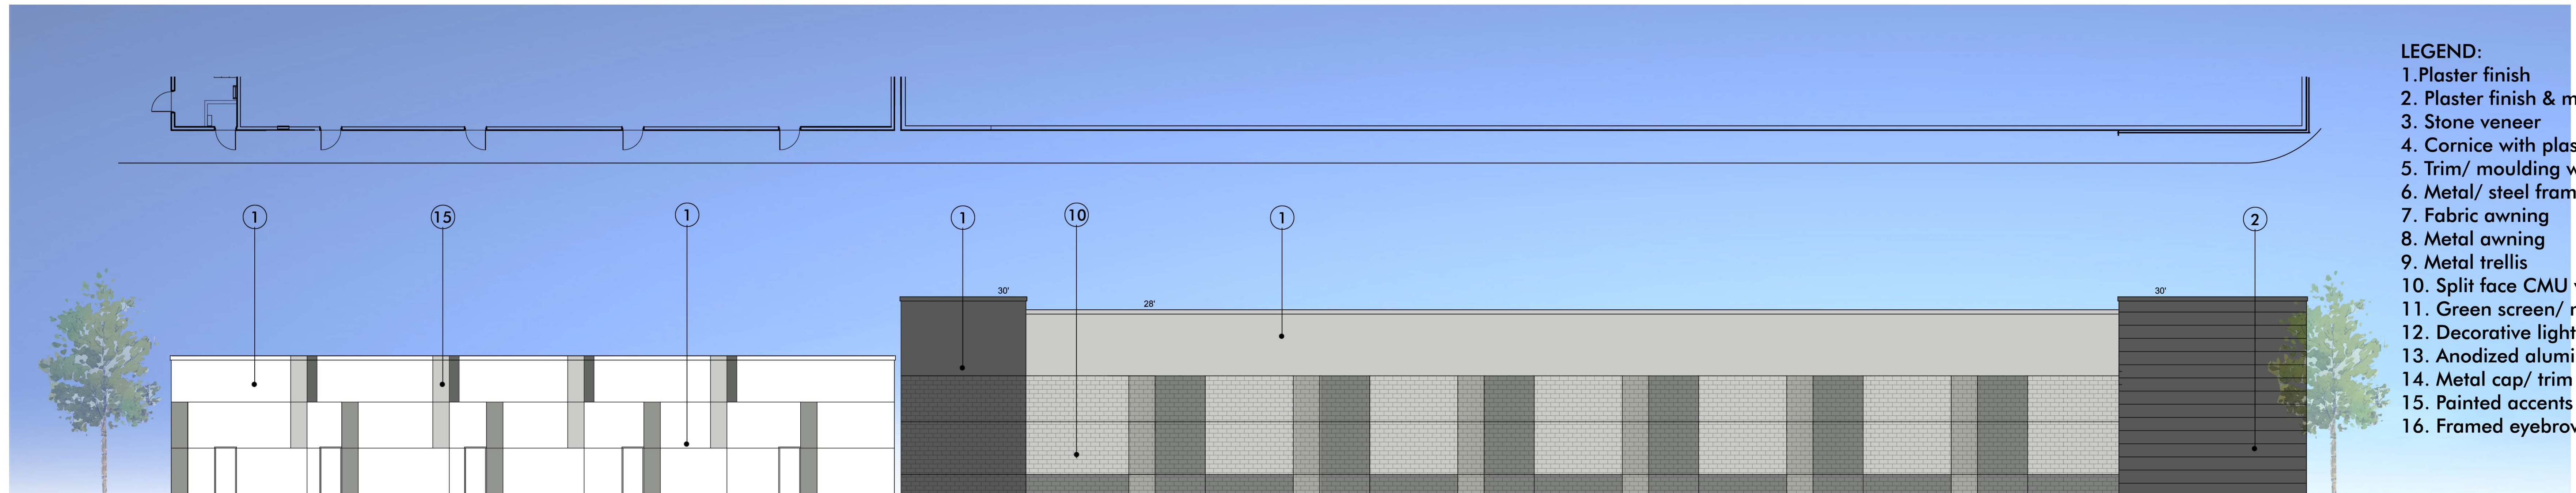 1
15
1
1
10
1
2
30'
28'
30'
LEGEND:
1.Plaster finish
2. Plaster finish & m
3. Stone veneer
4. Cornice with plas
5. Trim/ moulding w
6. Metal/ steel fram
7. Fabric awning
8. Metal awning
9. Metal trellis
10. Split face CMU
11. Green screen/
12. Decorative light
13. Anodized alumi
14. Metal cap/ trim
15. Painted accents
16. Framed eyebro